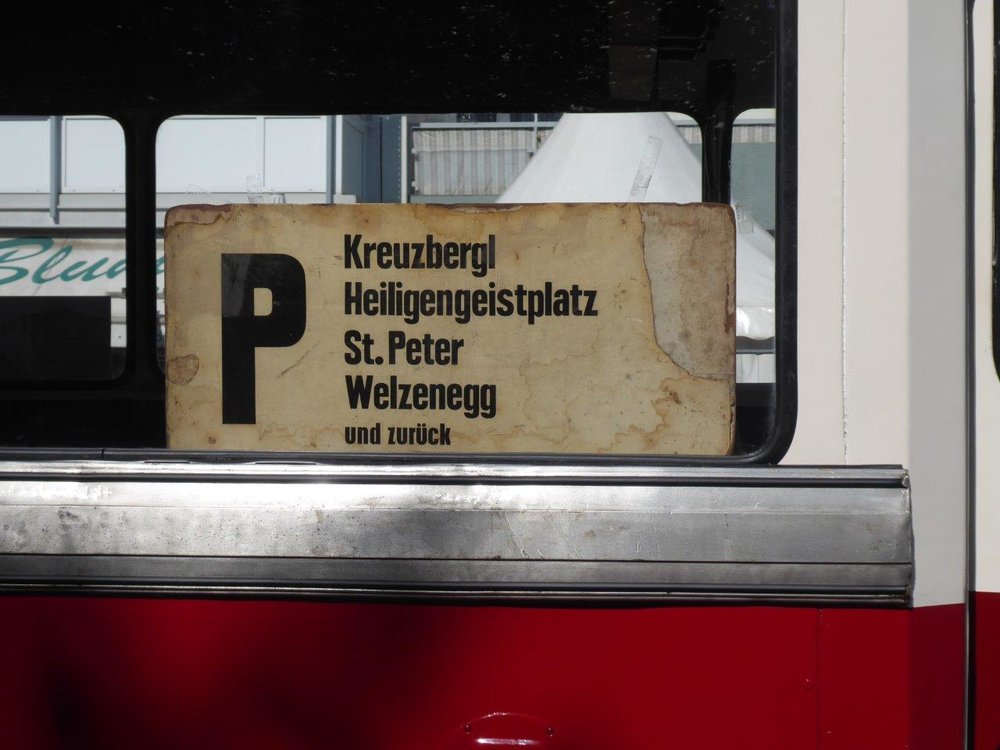 P
Kreuzbergl
Heiligengeistplatz
St. Peter
Welzenegg
und zurück